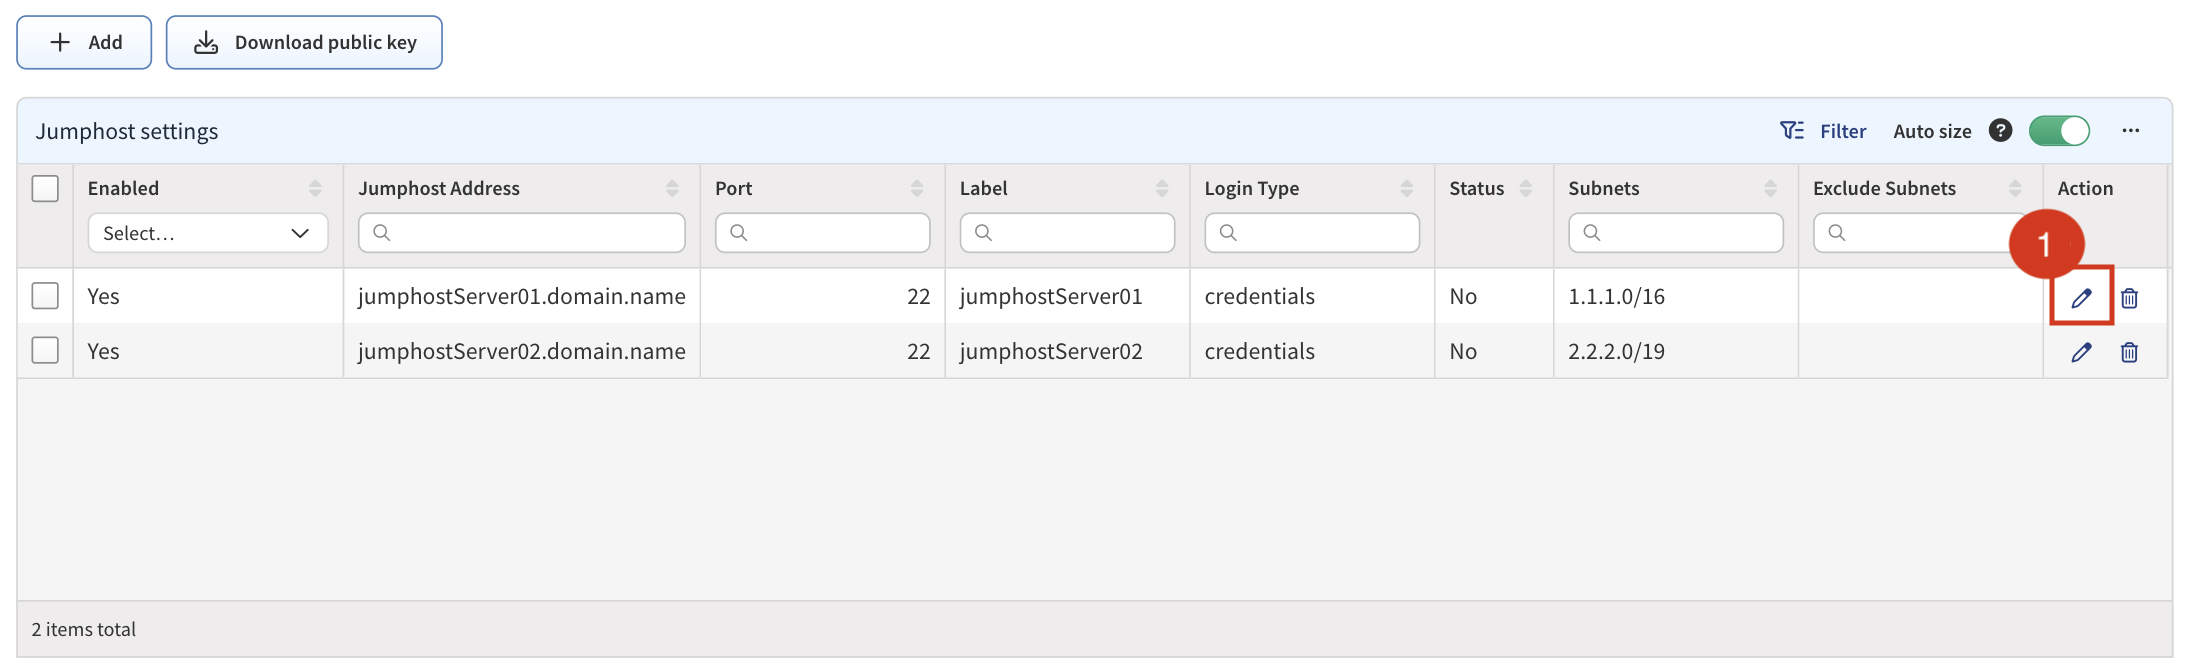 Add
Download public key
Jumphost settings
Filter
Auto size ?
Enabled Jumphost Address Port Label Login Type Status Subnets Exclude Subnets Action
Select...
1
Yes jumphostServer01.domain.name 22 jumphostServer01 credentials No 1.1.1.0/16
Yes jumphostServer02.domain.name 22 jumphostServer02 credentials No 2.2.2.0/19
2 items total